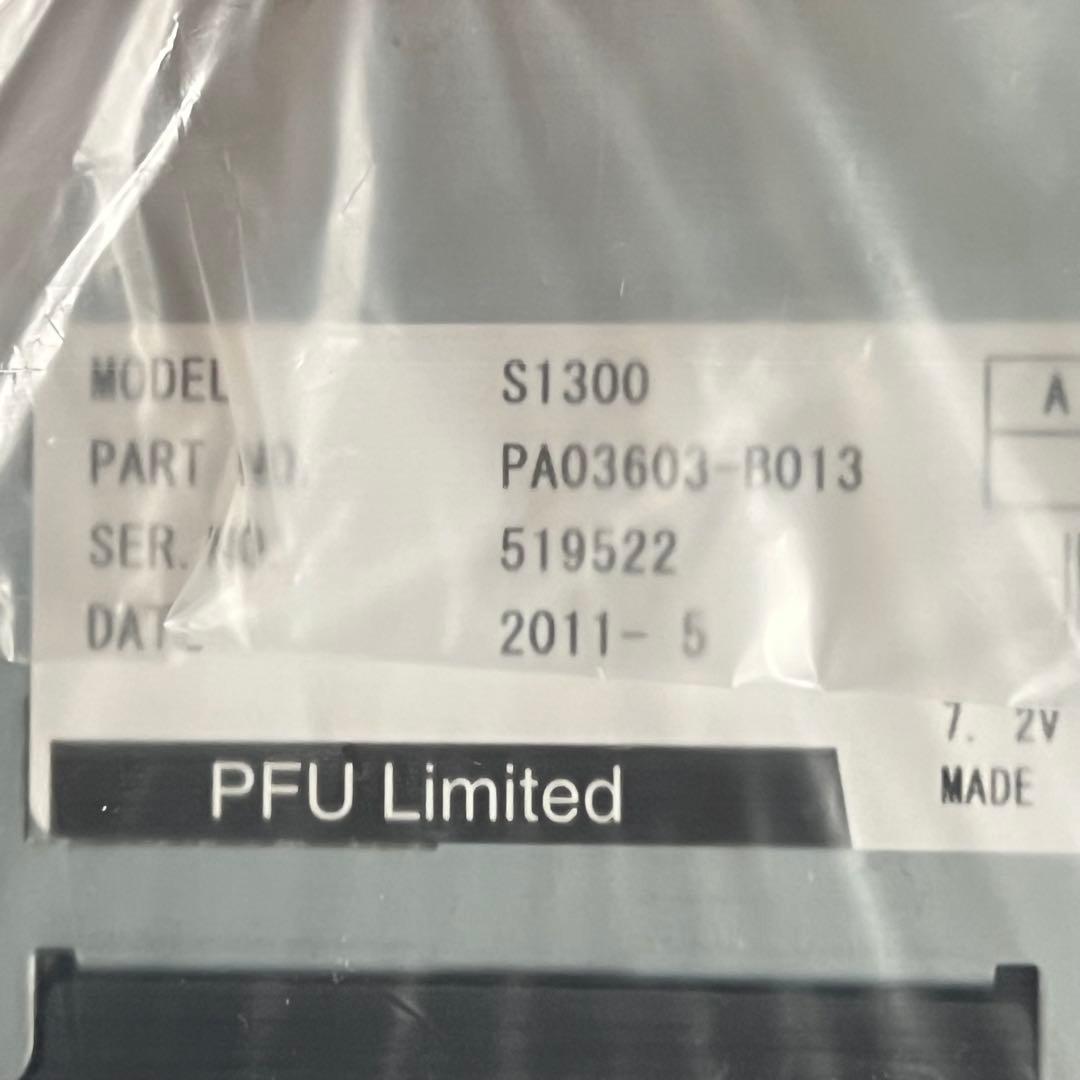 MODEL S1300 A
PART NO. PA03603-B013
SER. NO. 519522
DATE 2011- 5
7. 2V
PFU Limited MADE